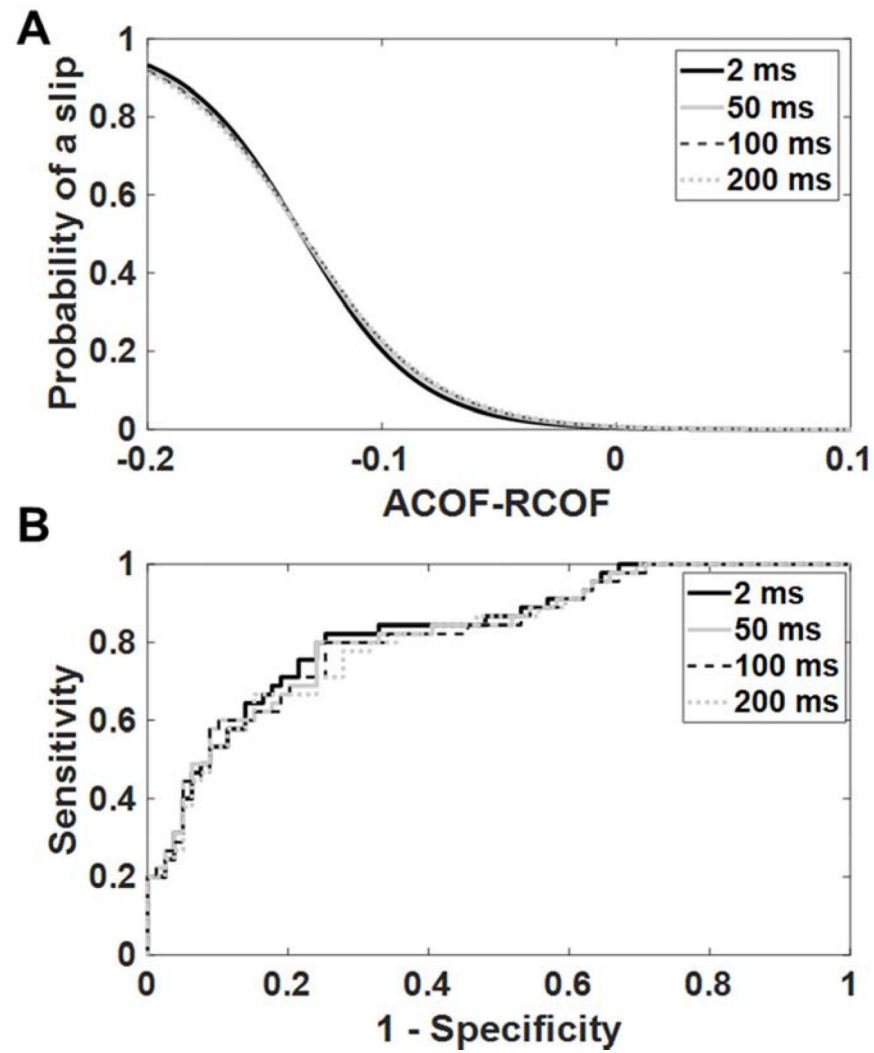 A
Probability of a slip
1
0.8
0.6
0.4
0.2
0
-0.2
-0.1
0
0.1
ACOF-RCOF
2 ms
50 ms
100 ms
200 ms
B
Sensitivity
1
0.8
0.6
0.4
0.2
0
0
0.2
0.4
0.6
0.8
1
1 - Specificity
2 ms
50 ms
100 ms
200 ms